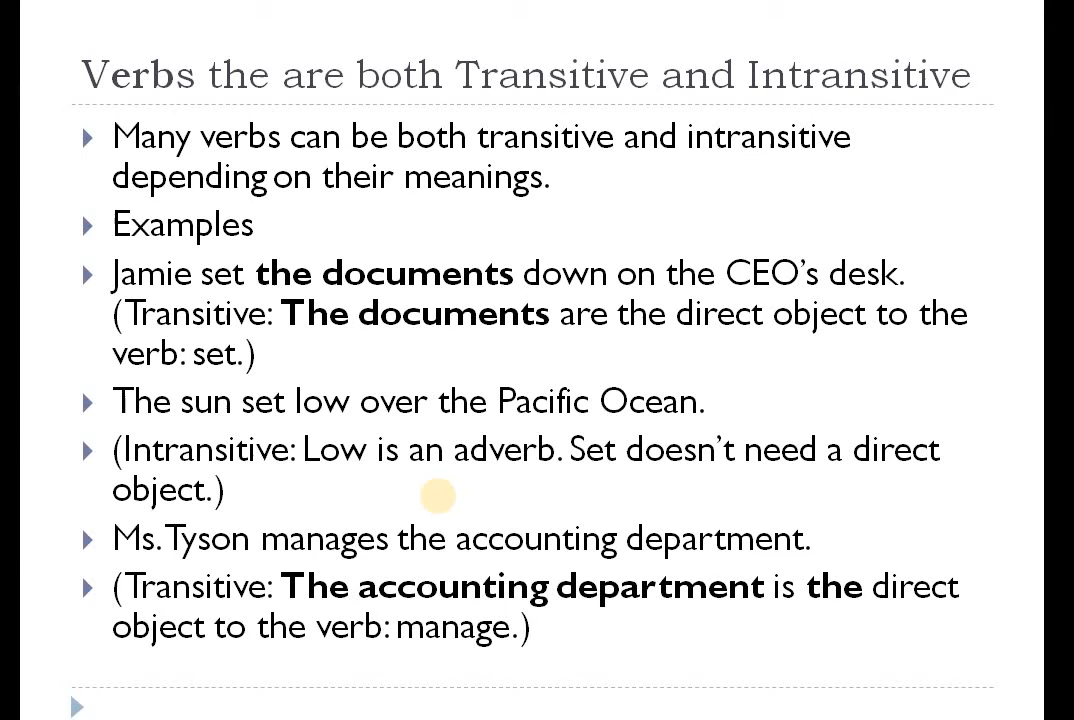 Verbs the are both Transitive and Intransitive
Many verbs can be both transitive and intransitive
depending on their meanings.
Examples
Jamie set the documents down on the CEO’s desk.
(Transitive: The documents are the direct object to the
verb: set.)
The sun set low over the Pacific Ocean.
(Intransitive: Low is an adverb. Set doesn’t need a direct
object.)
Ms. Tyson manages the accounting department.
(Transitive: The accounting department is the direct
object to the verb: manage.)